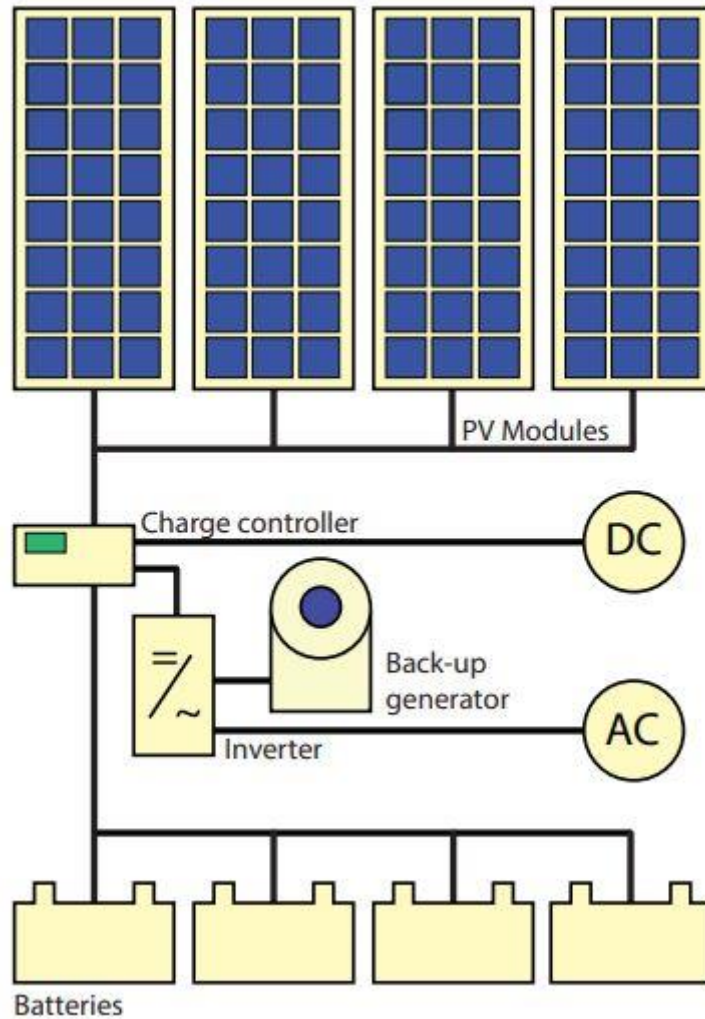 PV Modules
Charge controller
DC
=/~
Back-up
generator
AC
Inverter
Batteries